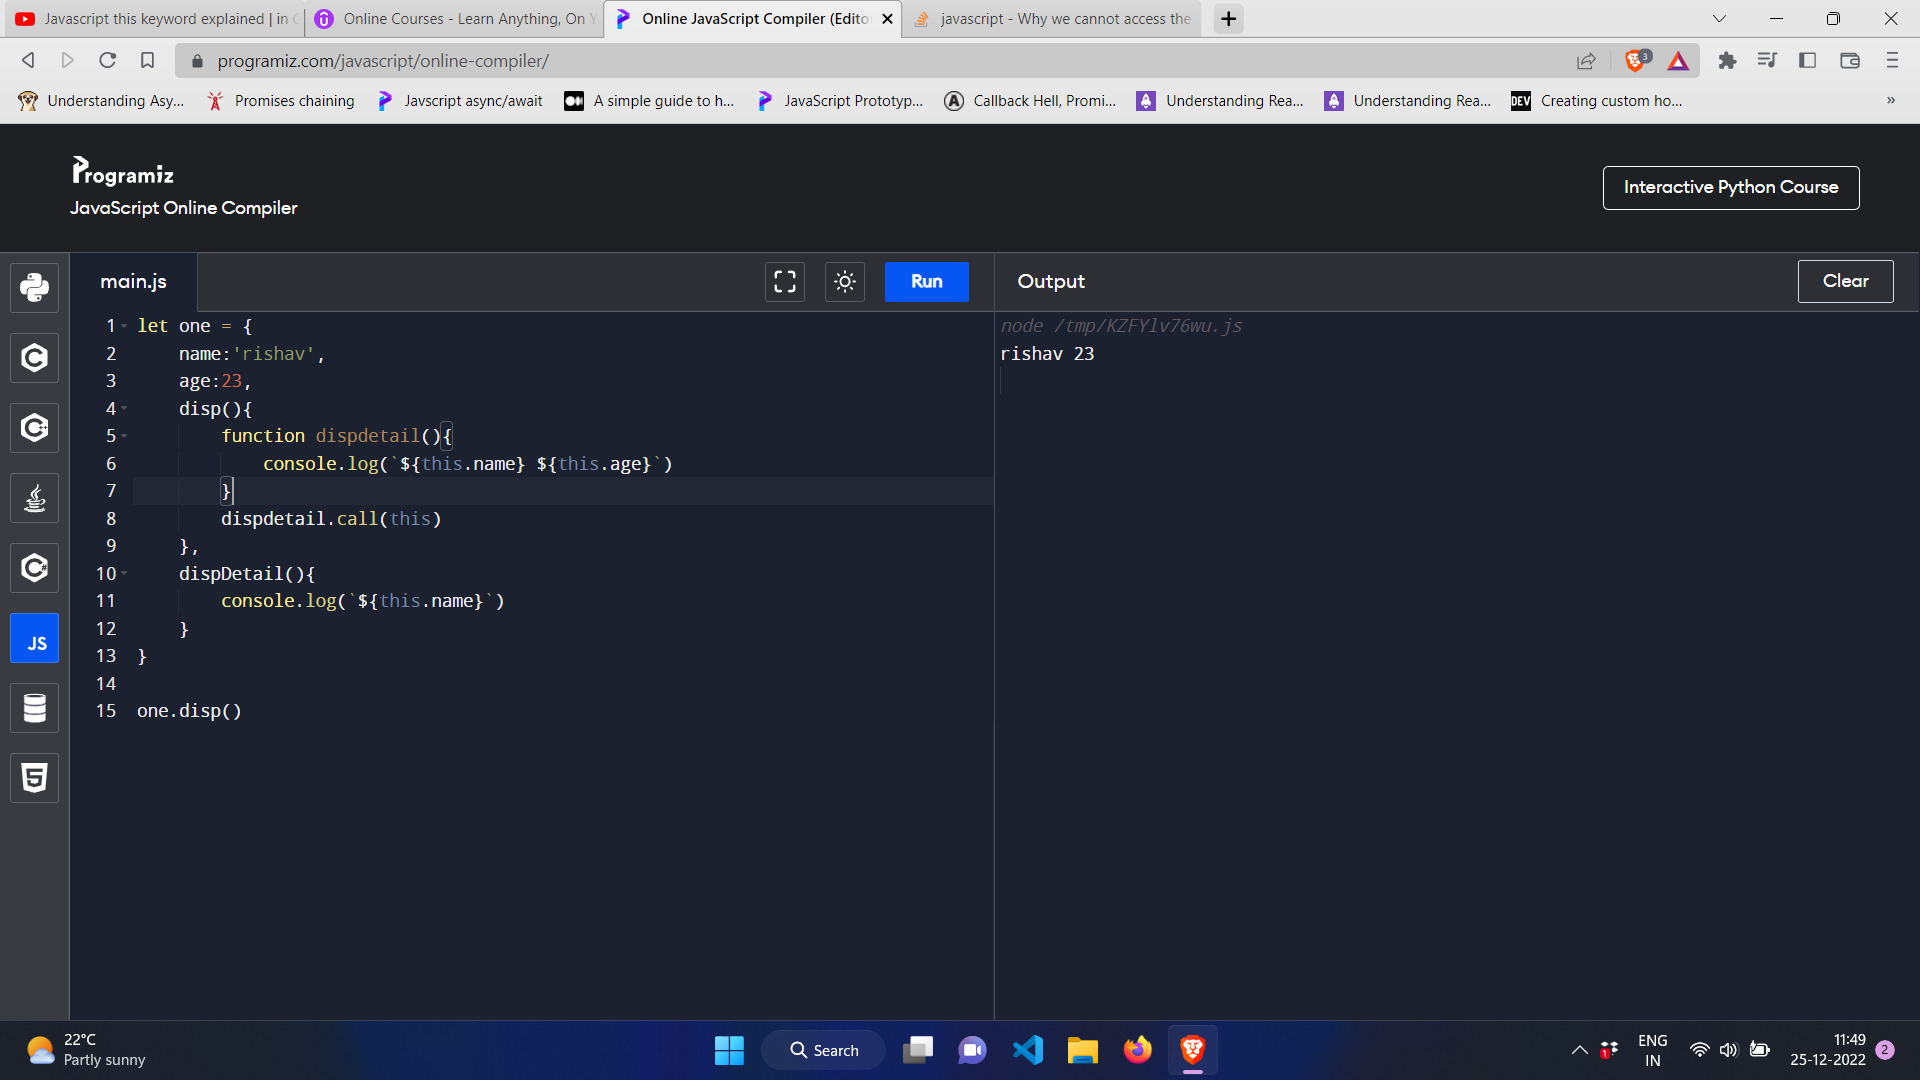 Javascript this keyword explained | in
Online Courses - Learn Anything, On Y
Online JavaScript Compiler (Edito
javascript - Why we cannot access the
programiz.com/javascript/online-compiler/
3
Understanding Asy...
Promises chaining
Javscript async/await
A simple guide to h...
JavaScript Prototyp...
Callback Hell, Promi...
Understanding Rea...
Understanding Rea...
DEV
Creating custom ho...
»
Programiz
JavaScript Online Compiler
Interactive Python Course
main.js
Run
Output
Clear
1 let one = {
2 name:'rishav',
3 age:23,
4 disp(){
5 function dispdetail(){
6 console.log(`${this.name} ${this.age}`)
7 }
8 dispdetail.call(this)
9 },
10 dispDetail(){
11 console.log(`${this.name}`)
12 }
13 }
14
15 one.disp()
node /tmp/KZFYlv76wu.js
rishav 23
C
C++
C#
JS
5
22°C
Partly sunny
Search
1
ENG
IN
11:49
25-12-2022
2